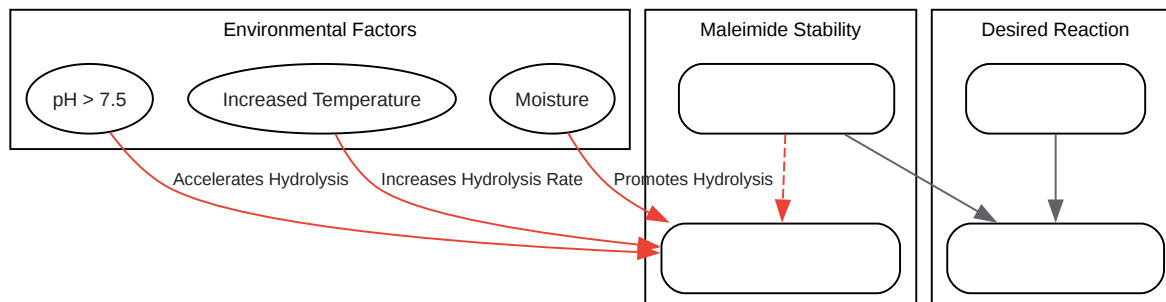 Environmental Factors
Maleimide Stability
Desired Reaction
pH > 7.5
Increased Temperature
Moisture
Accelerates Hydrolysis
Increases Hydrolysis Rate
Promotes Hydrolysis